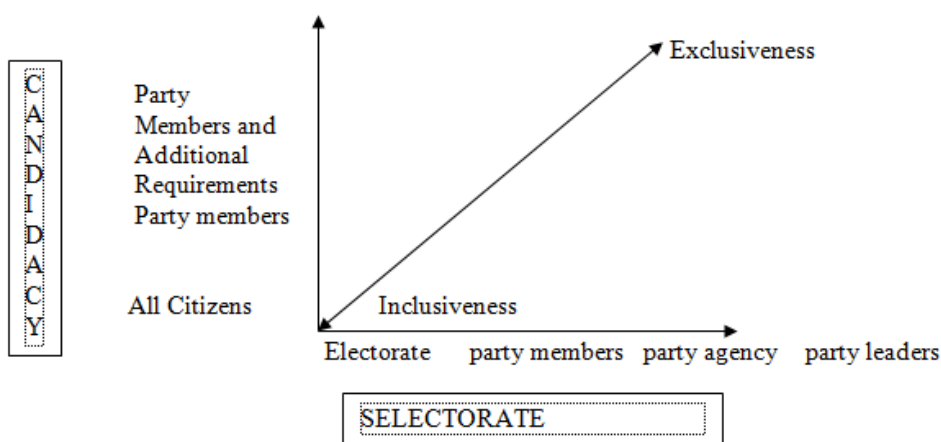 Exclusiveness
CANDIDACY
Party
Members and
Additional
Requirements
Party members
All Citizens
Inclusiveness
Electorate party members party agency party leaders
SELECTORATE